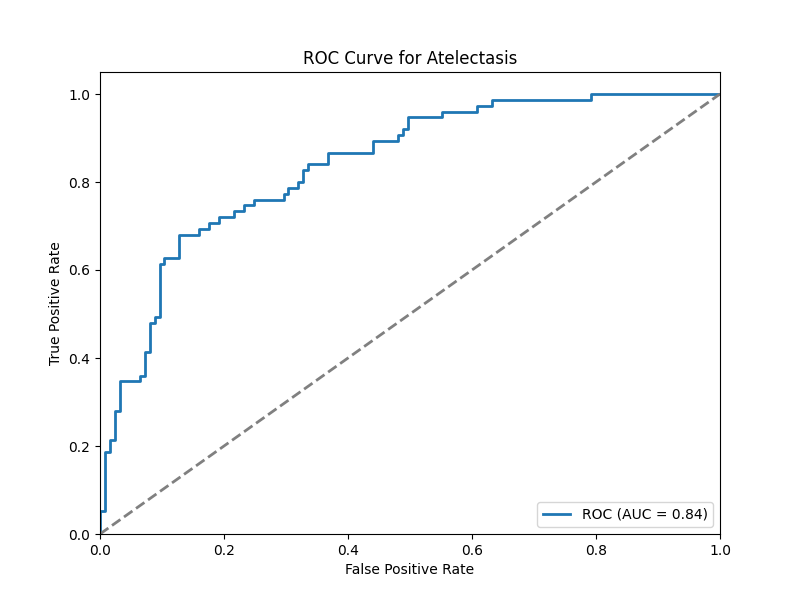 ROC Curve for Atelectasis
1.0
0.8
0.6
0.4
0.2
0.0
True Positive Rate
ROC (AUC = 0.84)
0.0 0.2 0.4 0.6 0.8 1.0
False Positive Rate